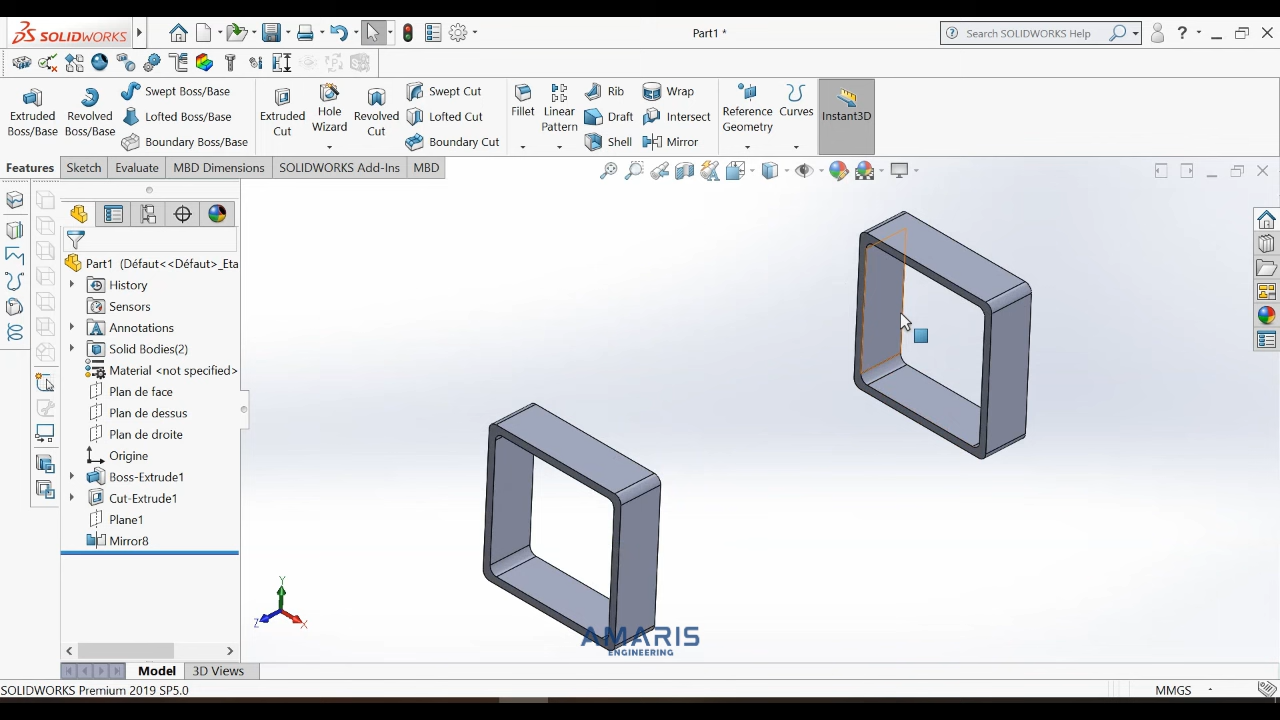 SOLIDWORKS
Part1 *
Search SOLIDWORKS Help
Extruded Boss/Base
Revolved Boss/Base
Swept Boss/Base
Lofted Boss/Base
Boundary Boss/Base
Extruded Cut
Hole Wizard
Revolved Cut
Swept Cut
Lofted Cut
Boundary Cut
Fillet
Linear Pattern
Rib
Draft
Shell
Wrap
Intersect
Mirror
Reference Geometry
Curves
Instant3D
Features
Sketch
Evaluate
MBD Dimensions
SOLIDWORKS Add-Ins
MBD
Part1 (Défaut<<Défaut>_Eta
History
Sensors
Annotations
Solid Bodies(2)
Material <not specified>
Plan de face
Plan de dessus
Plan de droite
Origine
Boss-Extrude1
Cut-Extrude1
Plane1
Mirror8
Y
Z
X
AMARIS
ENGINEERING
Model
3D Views
SOLIDWORKS Premium 2019 SP5.0
MMGS